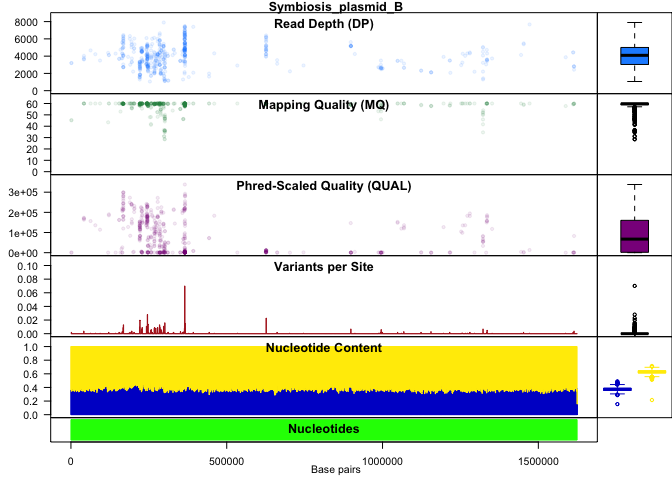 Symbiosis_plasmid_B
Read Depth (DP)
8000
6000
4000
2000
0
Mapping Quality (MQ)
60
50
40
30
20
10
0
Phred-Scaled Quality (QUAL)
3e+05
2e+05
1e+05
0e+00
Variants per Site
0.10
0.08
0.06
0.04
0.02
0.00
Nucleotide Content
1.0
0.8
0.6
0.4
0.2
0.0
Nucleotides
0 500000 1000000 1500000
Base pairs